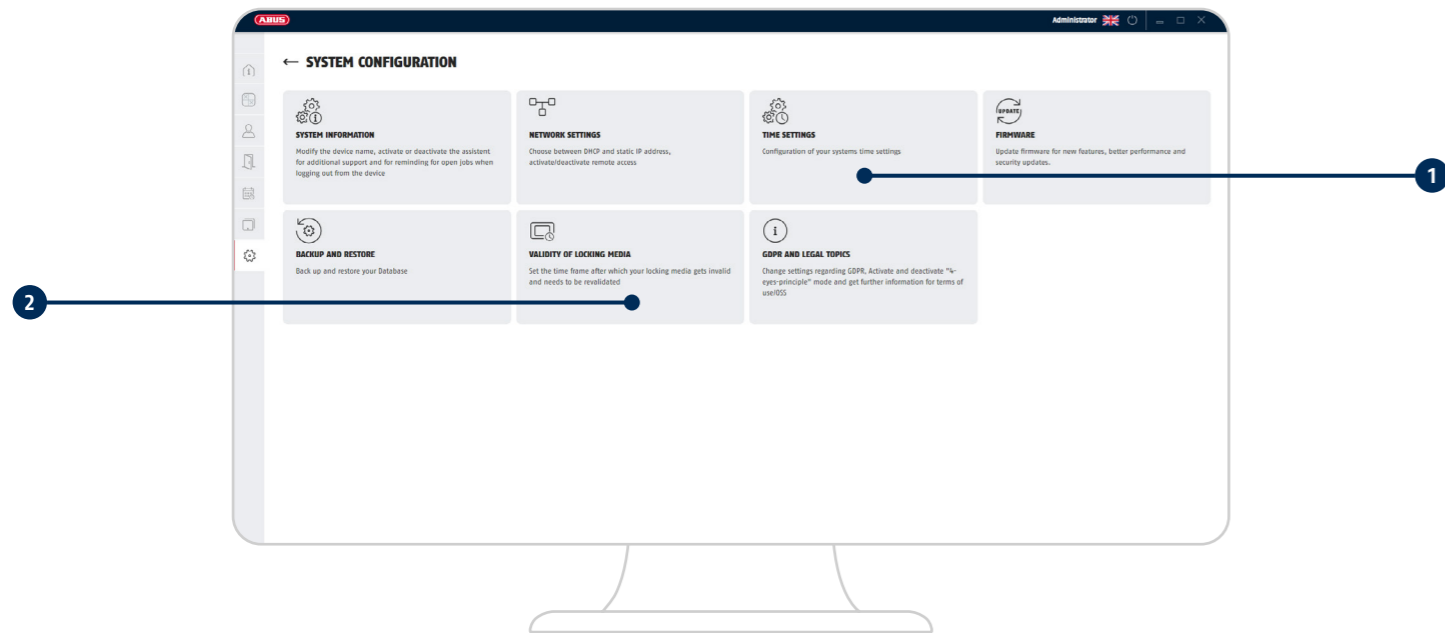 ABUS
Administrator
← SYSTEM CONFIGURATION
SYSTEM INFORMATION
Modify the device name, activate or deactivate the assistent
for additional support and for reminding for open jobs when
logging out from the device
NETWORK SETTINGS
Choose between DHCP and static IP address,
activate/deactivate remote access
TIME SETTINGS
Configuration of your systems time settings
UPDATE
FIRMWARE
Update firmware for new features, better performance and
security updates.
1
BACKUP AND RESTORE
Back up and restore your Database
VALIDITY OF LOCKING MEDIA
Set the time frame after which your locking media gets invalid
and needs to be revalidated
GDPR AND LEGAL TOPICS
Change settings regarding GDPR, Activate and deactivate "4-
eyes-principle" mode and get further information for terms of
use/OSS
2